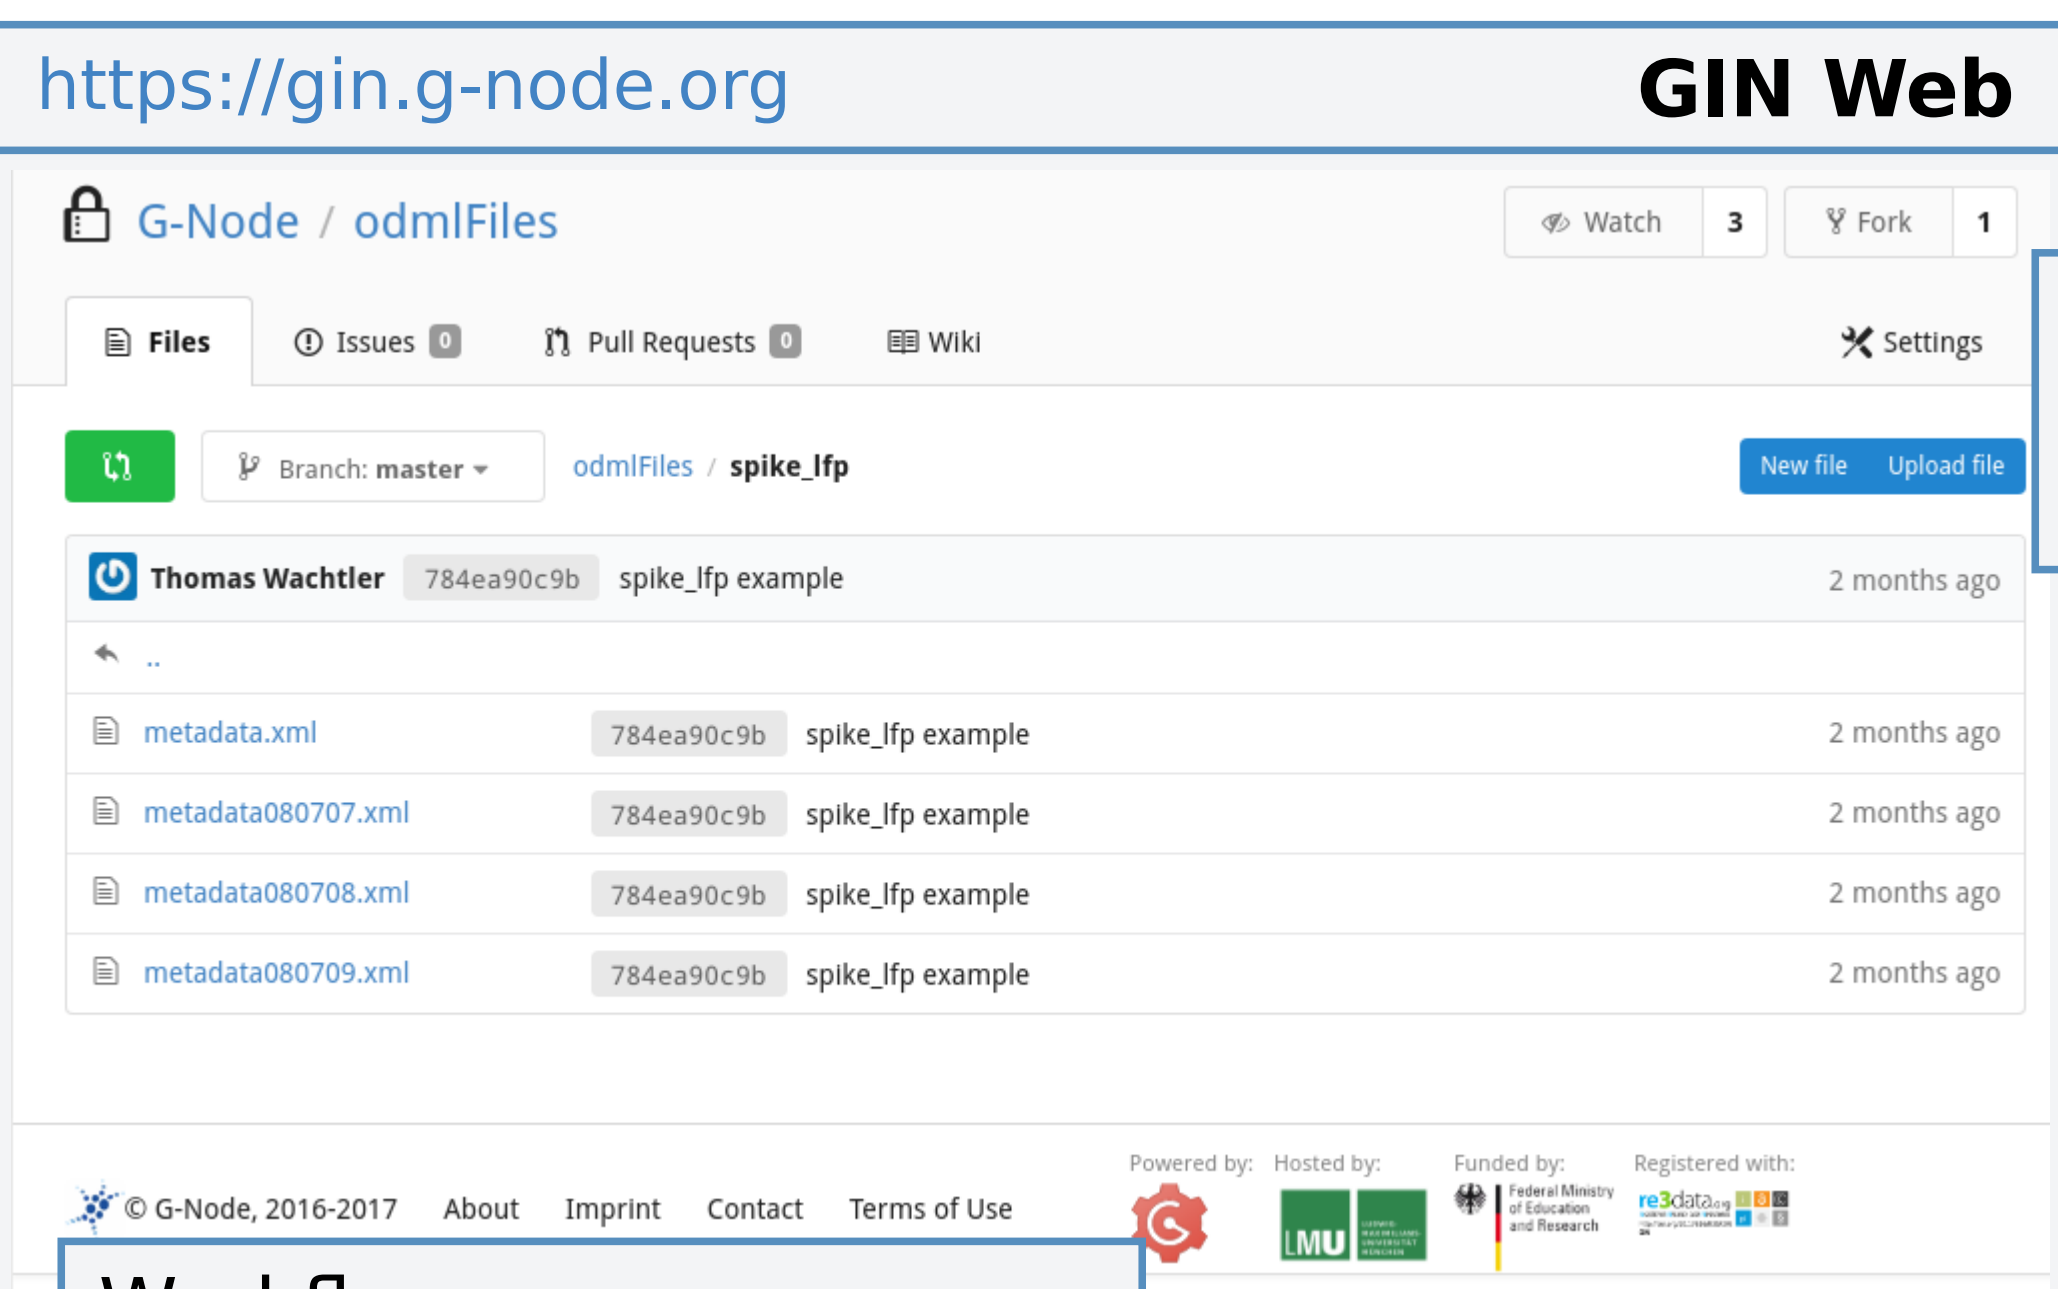 https://gin.g-node.org GIN Web
G-Node / odmlFiles Watch 3 Fork 1
Files Issues 0 Pull Requests 0 Wiki Settings
Branch: master odmlFiles / spike_lfp New file Upload file
Thomas Wachtler 784ea90c9b spike_lfp example 2 months ago
..
metadata.xml 784ea90c9b spike_lfp example 2 months ago
metadata080707.xml 784ea90c9b spike_lfp example 2 months ago
metadata080708.xml 784ea90c9b spike_lfp example 2 months ago
metadata080709.xml 784ea90c9b spike_lfp example 2 months ago
Powered by: Hosted by: Funded by: Registered with:
© G-Node, 2016-2017 About Imprint Contact Terms of Use
LMU
LUDWIG-
MAXIMILIANS-
UNIVERSITÄT
MÜNCHEN
Federal Ministry
of Education
and Research
re3data.org